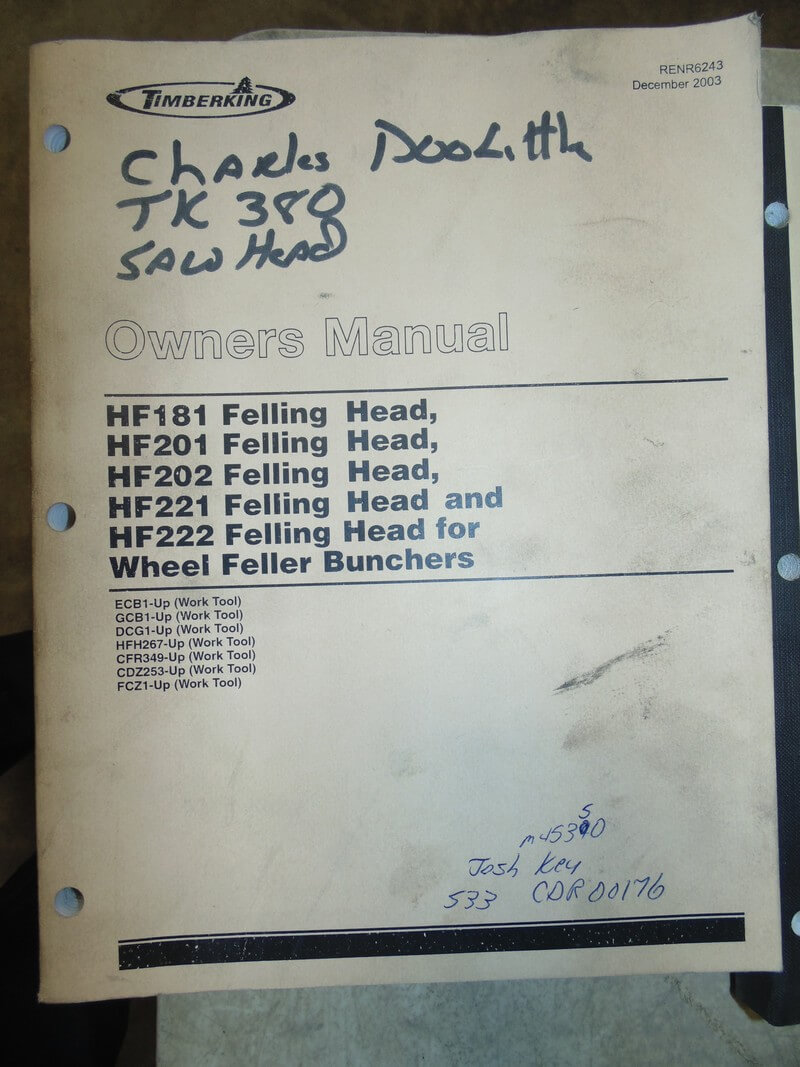 TIMBERKING
RENR6243
December 2003
Charles DooLittle
TK 380
SAW HeAD
Owners Manual
HF181 Felling Head,
HF201 Felling Head,
HF202 Felling Head,
HF221 Felling Head and
HF222 Felling Head for
Wheel Feller Bunchers
ECB1-Up (Work Tool)
GCB1-Up (Work Tool)
DCG1-Up (Work Tool)
HFH267-Up (Work Tool)
CFR349-Up (Work Tool)
CDZ253-Up (Work Tool)
FCZ1-Up (Work Tool)
Josh Key
533 CDR00176